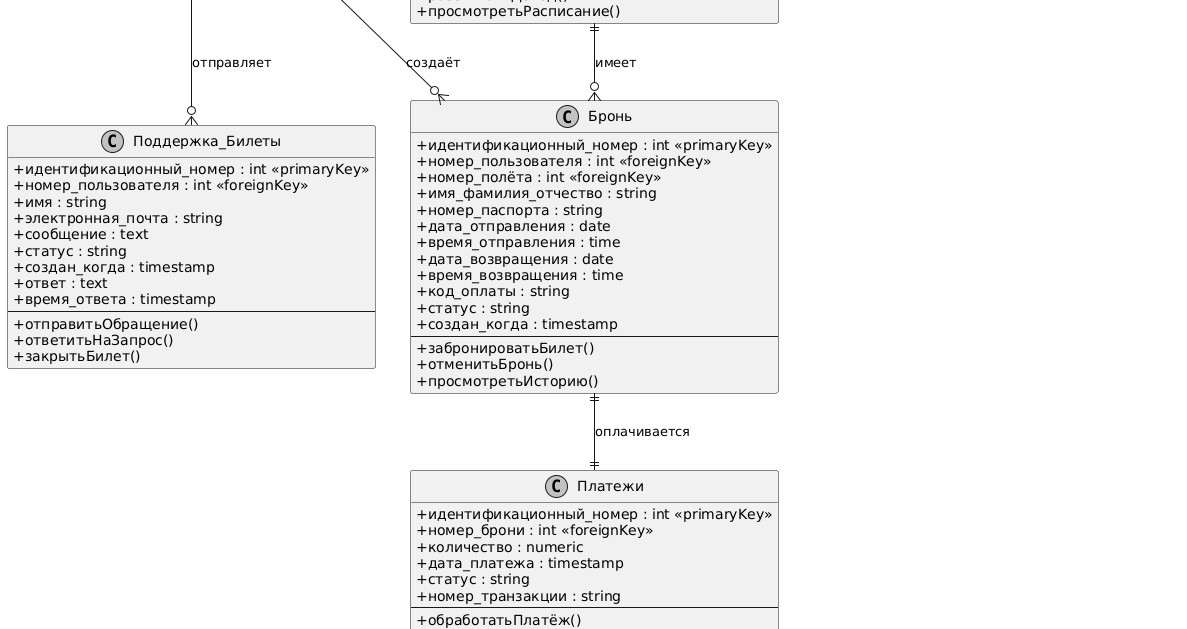 +просмотретьРасписание()
отправляет
создаёт
имеет
C Поддержка_Билеты
+идентификационный_номер : int «primaryKey»
+номер_пользователя : int «foreignKey»
+имя : string
+электронная_почта : string
+сообщение : text
+статус : string
+создан_когда : timestamp
+ответ : text
+время_ответа : timestamp
+отправитьОбращение()
+ответитьНаЗапрос()
+закрытьБилет()
C Бронь
+идентификационный_номер : int «primaryKey»
+номер_пользователя : int «foreignKey»
+номер_полёта : int «foreignKey»
+имя_фамилия_отчество : string
+номер_паспорта : string
+дата_отправления : date
+время_отправления : time
+дата_возвращения : date
+время_возвращения : time
+код_оплаты : string
+статус : string
+создан_когда : timestamp
+забронироватьБилет()
+отменитьБронь()
+просмотретьИсторию()
оплачивается
C Платежи
+идентификационный_номер : int «primaryKey»
+номер_брони : int «foreignKey»
+количество : numeric
+дата_платежа : timestamp
+статус : string
+номер_транзакции : string
+обработатьПлатёж()